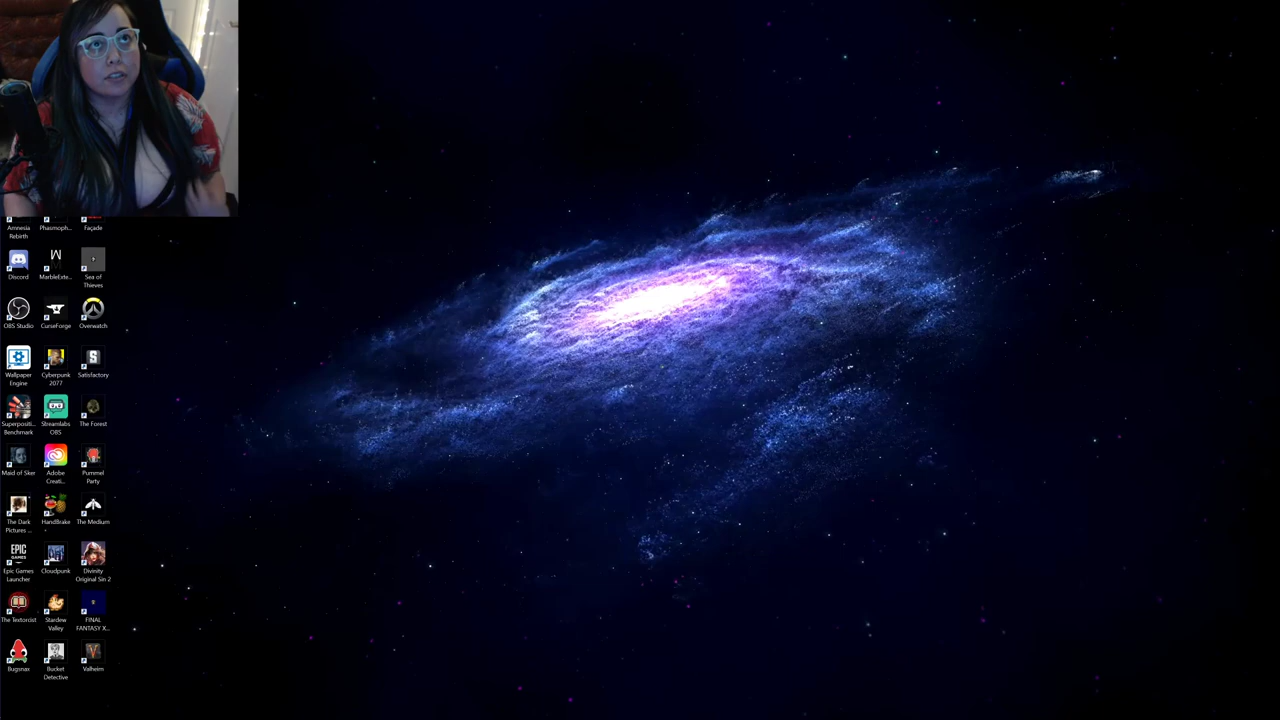 Amnesia
Rebirth
Phasmoph...
Façade
Discord
MarbleExte...
Sea of
Thieves
OBS Studio
CurseForge
Overwatch
Wallpaper
Engine
Cyberpunk
2077
Satisfactory
Superpositi...
Benchmark
Streamlabs
OBS
The Forest
Maid of Sker
Adobe
Creati...
Pummel
Party
The Dark
Pictures ...
HandBrake
The Medium
EPIC
GAMES
Epic Games
Launcher
Cloudpunk
Divinity
Original Sin 2
The Textorcist
Stardew
Valley
FINAL
FANTASY X...
Bugsnax
Bucket
Detective
Valheim